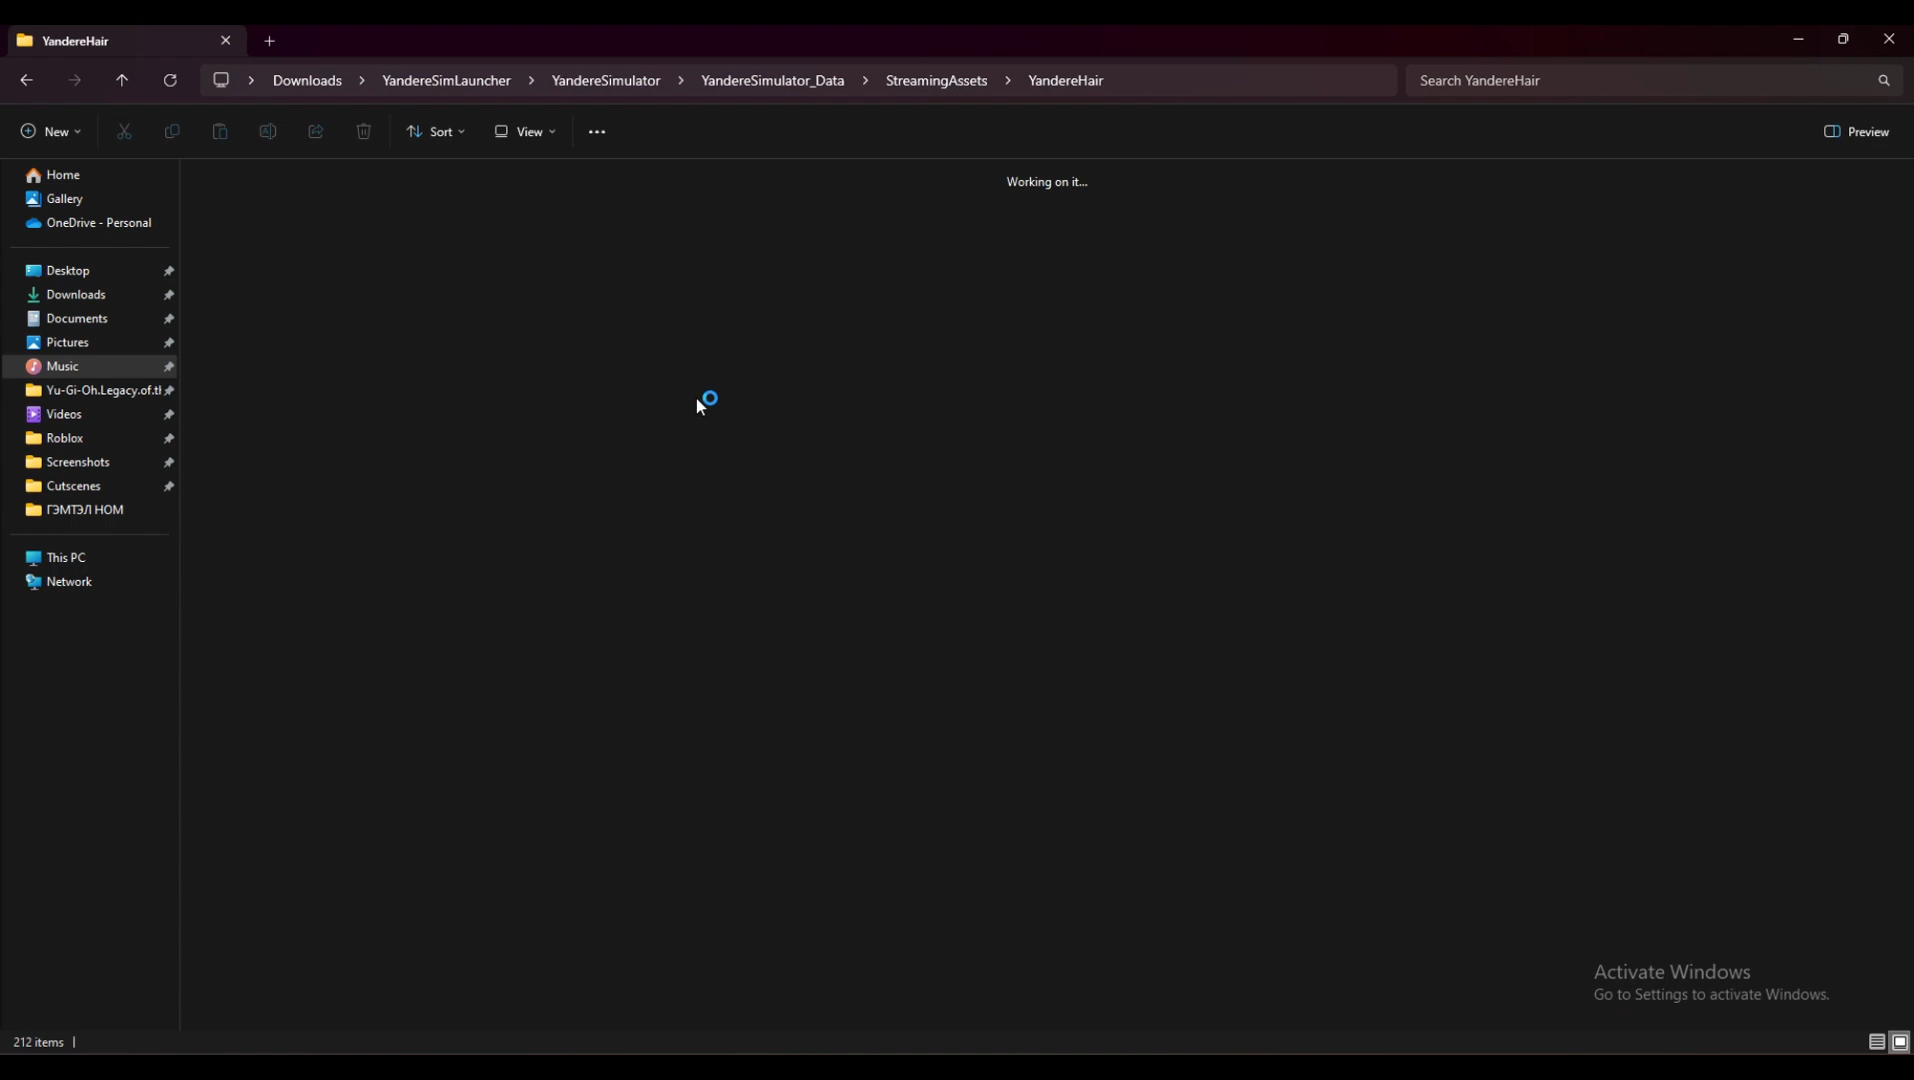 YandereHair
Downloads > YandereSimLauncher > YandereSimulator > YandereSimulator_Data > StreamingAssets > YandereHair
Search YandereHair
New
Sort
View
Preview
Home
Gallery
OneDrive - Personal
Desktop
Downloads
Documents
Pictures
Music
Yu-Gi-Oh.Legacy.of.tl
Videos
Roblox
Screenshots
Cutscenes
ГЭМТЭЛ НОМ
This PC
Network
Working on it...
Activate Windows
Go to Settings to activate Windows.
212 items